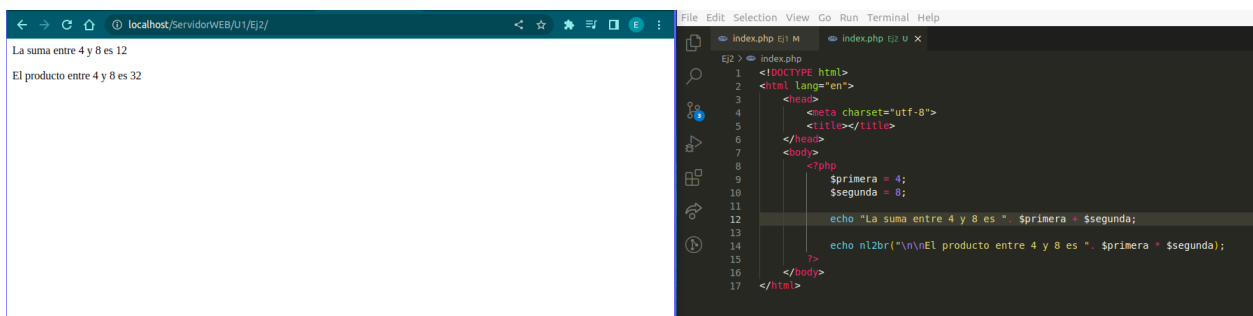 localhost/ServidorWEB/U1/Ej2/
E
La suma entre 4 y 8 es 12
El producto entre 4 y 8 es 32
File Edit Selection View Go Run Terminal Help
index.php Ej1 M index.php Ej2 U
Ej2 > index.php
1 <!DOCTYPE html>
2 <html lang="en">
3 <head>
4 <meta charset="utf-8">
5 <title></title>
6 </head>
7 <body>
8 <?php
9 $primera = 4;
10 $segunda = 8;
11
12 echo "La suma entre 4 y 8 es ". $primera + $segunda;
13
14 echo nl2br("\n\nEl producto entre 4 y 8 es ". $primera * $segunda);
15 ?>
16 </body>
17 </html>
3